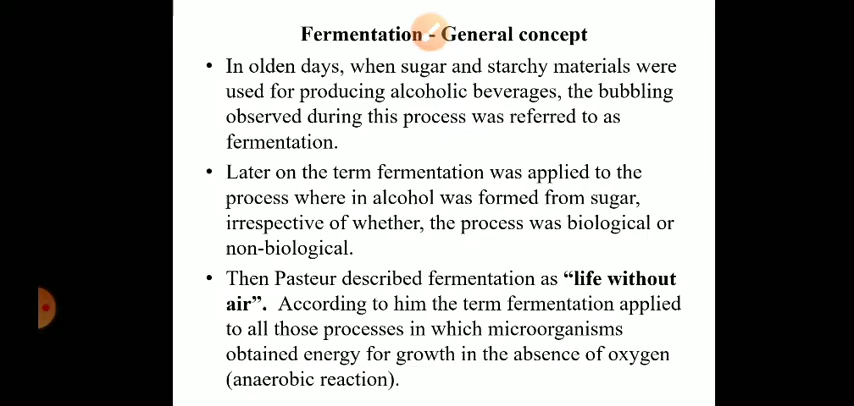 Fermentation - General concept
• In olden days, when sugar and starchy materials were
used for producing alcoholic beverages, the bubbling
observed during this process was referred to as
fermentation.
• Later on the term fermentation was applied to the
process where in alcohol was formed from sugar,
irrespective of whether, the process was biological or
non-biological.
• Then Pasteur described fermentation as “life without
air”. According to him the term fermentation applied
to all those processes in which microorganisms
obtained energy for growth in the absence of oxygen
(anaerobic reaction).